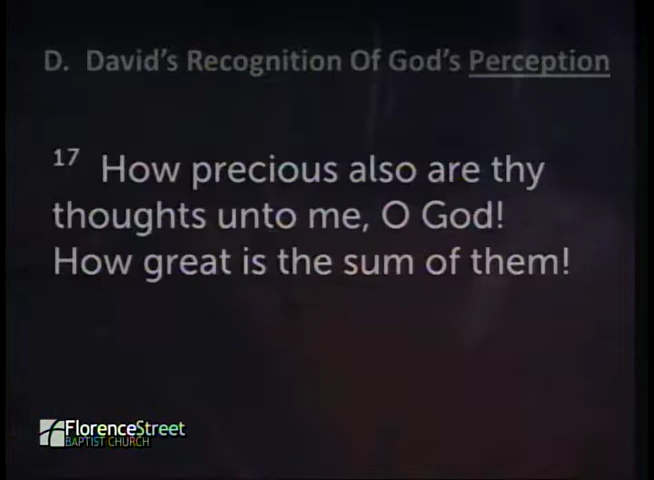 D. David's Recognition Of God's Perception
17 How precious also are thy
thoughts unto me, O God!
How great is the sum of them!
FlorenceStreet
BAPTIST CHURCH